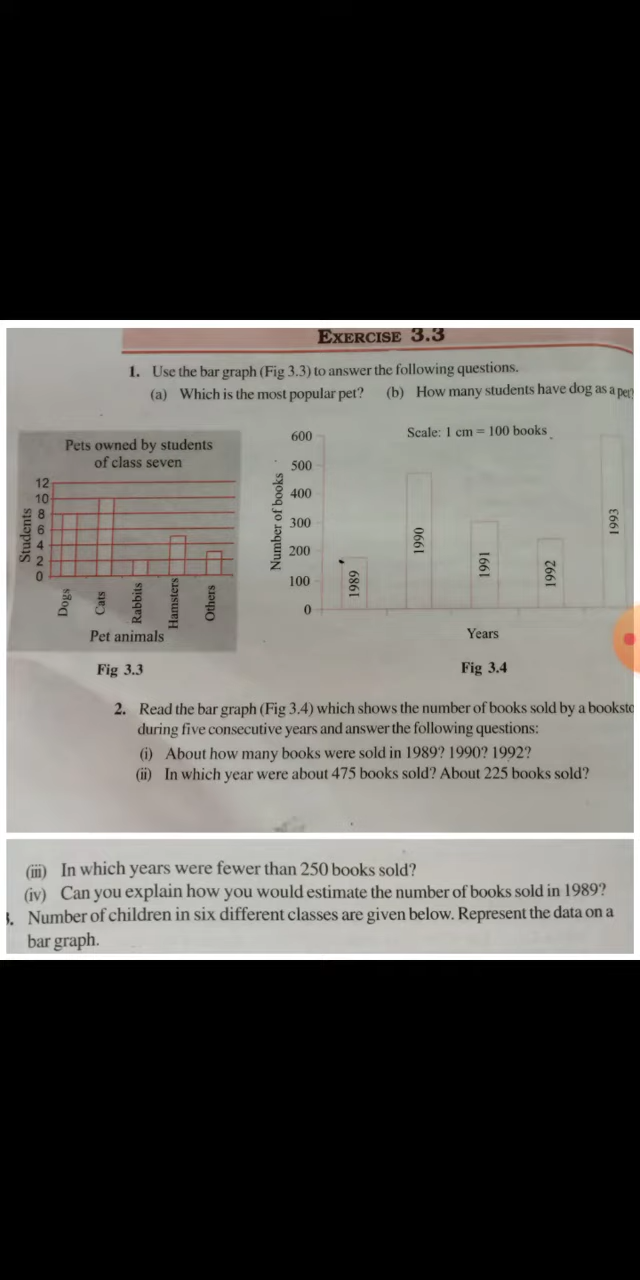 EXERCISE 3.3
1. Use the bar graph (Fig 3.3) to answer the following questions.
(a) Which is the most popular pet? (b) How many students have dog as a pet
Pets owned by students
of class seven
12
10
8
6
4
2
0
Students
Dogs
Cats
Rabbits
Hamsters
Others
Pet animals
Fig 3.3
Scale: 1 cm = 100 books
600
500
400
300
200
100
0
Number of books
1989
1990
1991
1992
1993
Years
Fig 3.4
2. Read the bar graph (Fig 3.4) which shows the number of books sold by a booksto
during five consecutive years and answer the following questions:
(i) About how many books were sold in 1989? 1990? 1992?
(ii) In which year were about 475 books sold? About 225 books sold?
(iii) In which years were fewer than 250 books sold?
(iv) Can you explain how you would estimate the number of books sold in 1989?
. Number of children in six different classes are given below. Represent the data on a
bar graph.